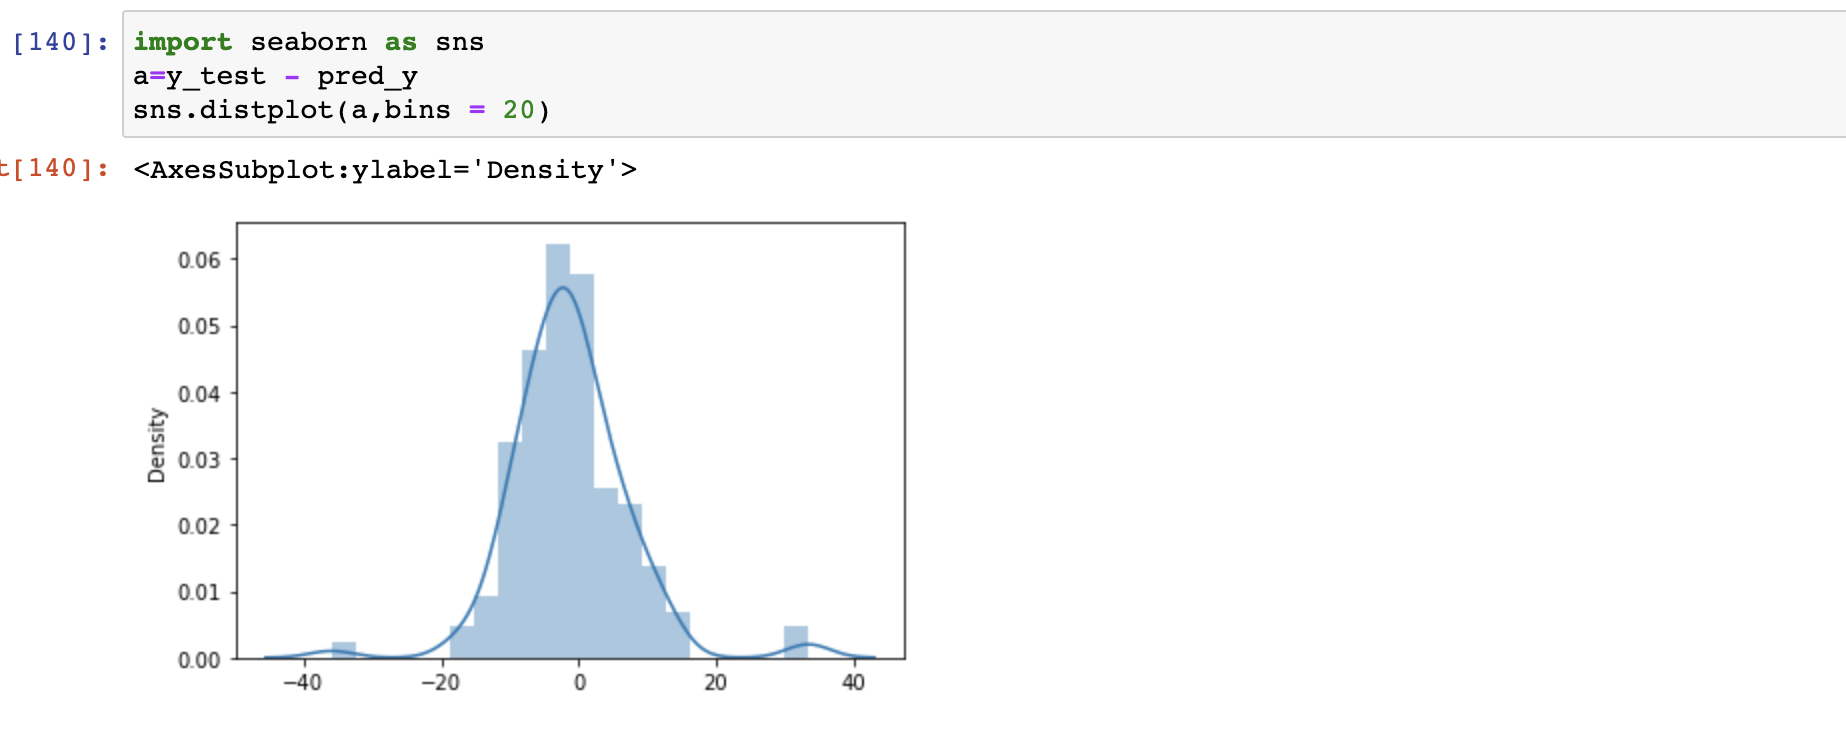 [140]: import seaborn as sns
a=y_test - pred_y
sns.distplot(a,bins = 20)
t[140]: <AxesSubplot:ylabel='Density'>
0.06
0.05
0.04
0.03
0.02
0.01
0.00
Density
−40 −20 0 20 40